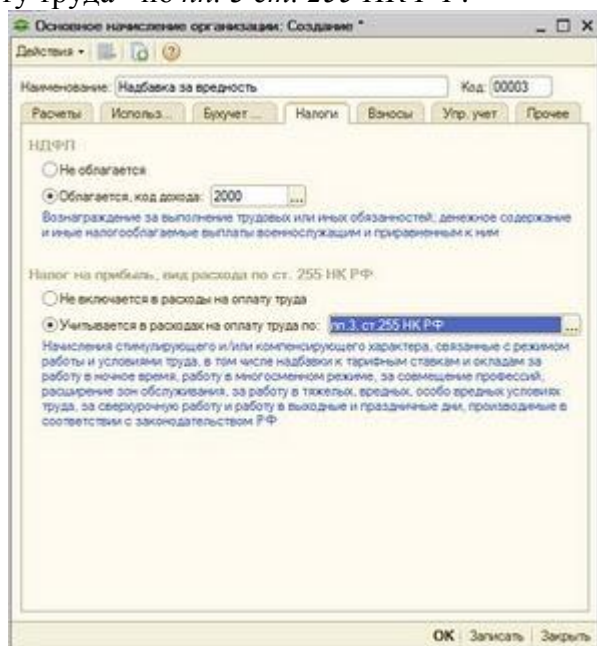 ту труда - по пп. 3 ст. 255 НК РФ.
Основное начисление организации: Создание *
Действия
Наименование: Надбавка за вредность Код: 00003
Расчеты Использ... Бухучет ... Налоги Взносы Упр. учет Прочее
НДФЛ
Не облагается
Облагается, код дохода: 2000 ...
Вознаграждение за выполнение трудовых или иных обязанностей; денежное содержание
и иные налогооблагаемые выплаты военнослужащим и приравненным к ним
Налог на прибыль, вид расхода по ст. 255 НК РФ
Не включается в расходы на оплату труда
Учитывается в расходах на оплату труда по: пп.3, ст.255 НК РФ ...
Начисления стимулирующего и/или компенсирующего характера, связанные с режимом
работы и условиями труда, в том числе надбавки к тарифным ставкам и окладам за
работу в ночное время, работу в многосменном режиме, за совмещение профессий,
расширение зон обслуживания, за работу в тяжелых, вредных, особо вредных условиях
труда, за сверхурочную работу и работу в выходные и праздничные дни, производимые в
соответствии с законодательством РФ
OK Записать Закрыть